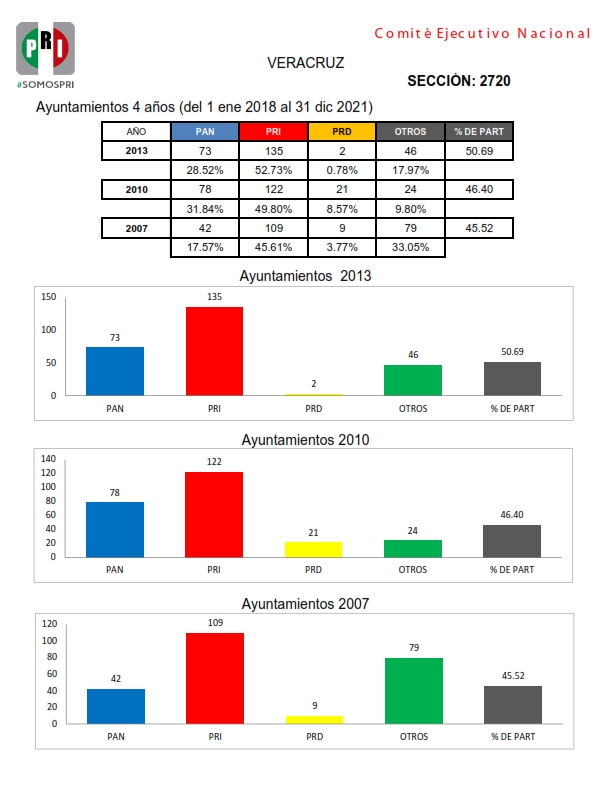 Comité Ejecutivo Nacional
PRI
#SOMOSPRI
VERACRUZ
SECCIÓN: 2720
Ayuntamientos 4 años (del 1 ene 2018 al 31 dic 2021)
AÑO PAN PRI PRD OTROS % DE PART
2013 73 135 2 46 50.69
28.52% 52.73% 0.78% 17.97%
2010 78 122 21 24 46.40
31.84% 49.80% 8.57% 9.80%
2007 42 109 9 79 45.52
17.57% 45.61% 3.77% 33.05%
Ayuntamientos 2013
150
100
50
0
73 135 2 46 50.69
PAN PRI PRD OTROS % DE PART
Ayuntamientos 2010
140
120
100
80
60
40
20
0
78 122 21 24 46.40
PAN PRI PRD OTROS % DE PART
Ayuntamientos 2007
120
100
80
60
40
20
0
42 109 9 79 45.52
PAN PRI PRD OTROS % DE PART